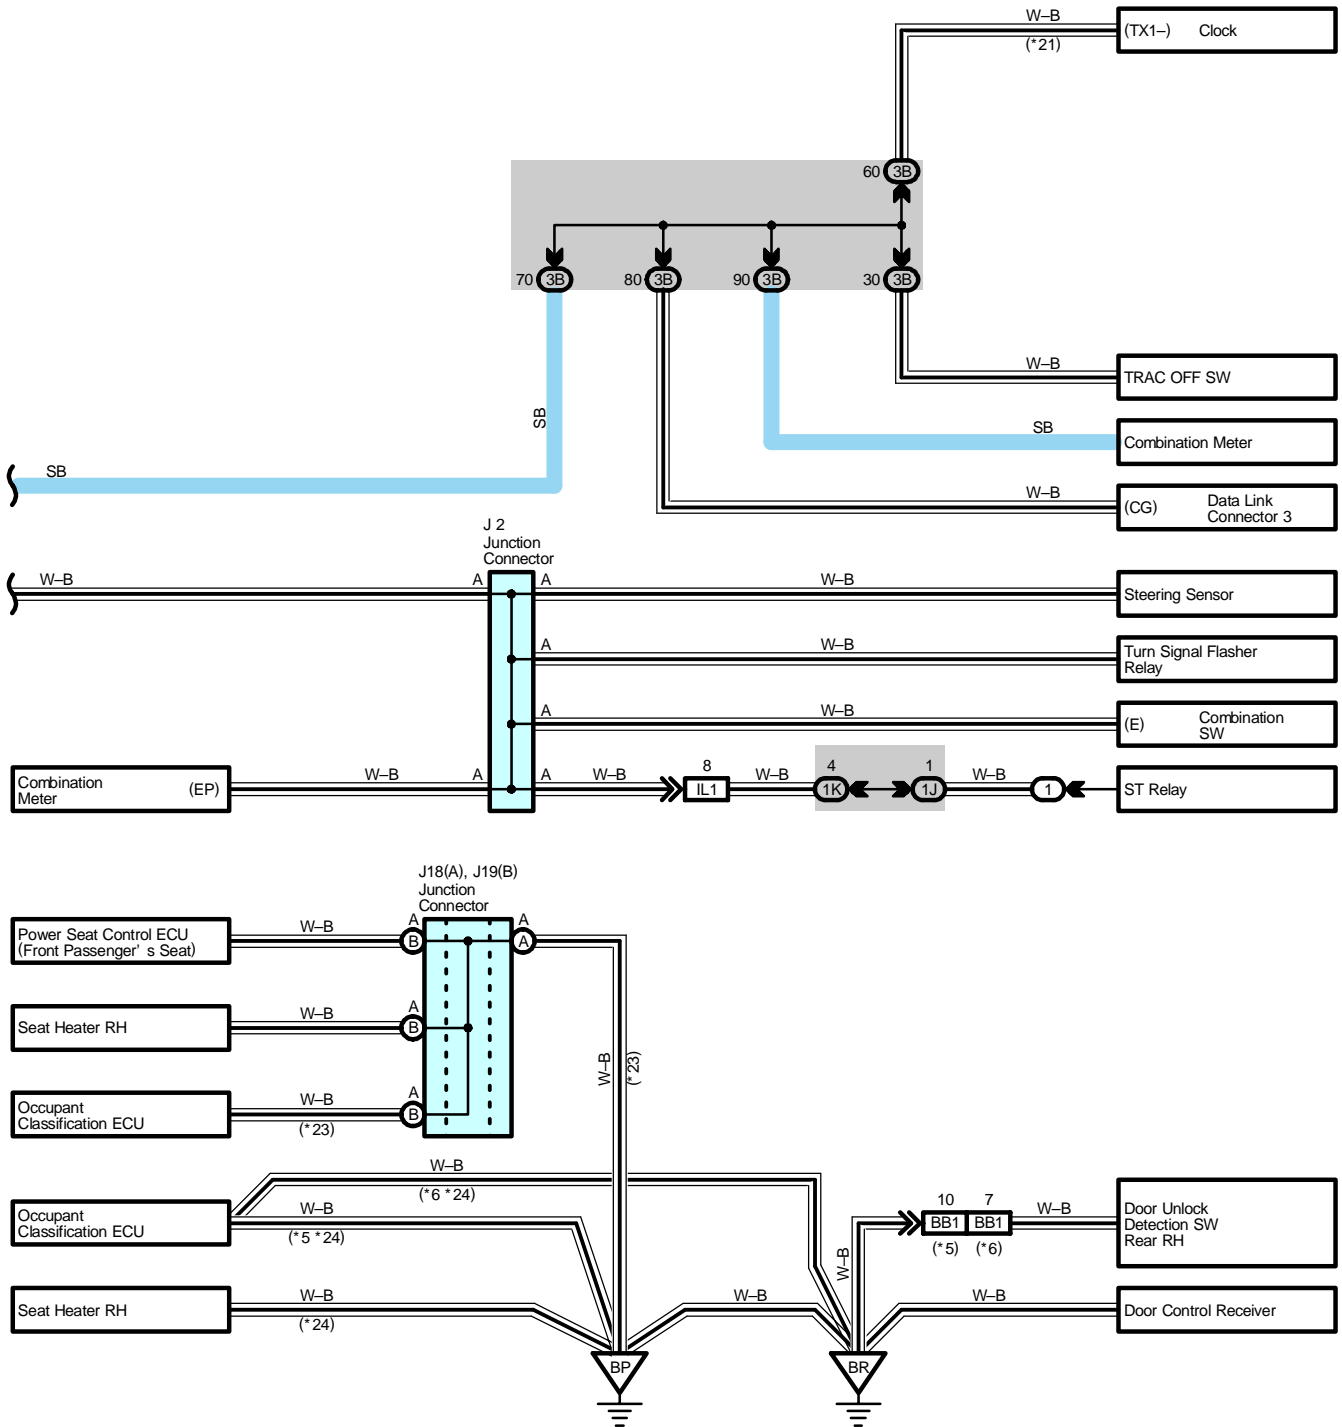 W–B
(*21)
(TX1–) Clock
60 3B
70 3B
80 3B
90 3B
30 3B
W–B
TRAC OFF SW
SB
SB
Combination Meter
SB
W–B
(CG) Data Link
Connector 3
J 2
Junction
Connector
W–B
A
A
W–B
Steering Sensor
A
W–B
Turn Signal Flasher
Relay
A
W–B
(E) Combination
SW
Combination
Meter
(EP)
W–B
A
A
W–B
8
IL1
W–B
4
1K
1
1J
W–B
1
ST Relay
J18(A), J19(B)
Junction
Connector
Power Seat Control ECU
(Front Passenger' s Seat)
W–B
A
B
A
A
Seat Heater RH
W–B
A
B
W–B
(*23)
Occupant
Classification ECU
W–B
(*23)
A
B
W–B
(*6 *24)
Occupant
Classification ECU
W–B
(*5 *24)
W–B
10
BB1
(*5)
7
BB1
(*6)
W–B
Door Unlock
Detection SW
Rear RH
Seat Heater RH
W–B
(*24)
W–B
W–B
Door Control Receiver
BP
BR